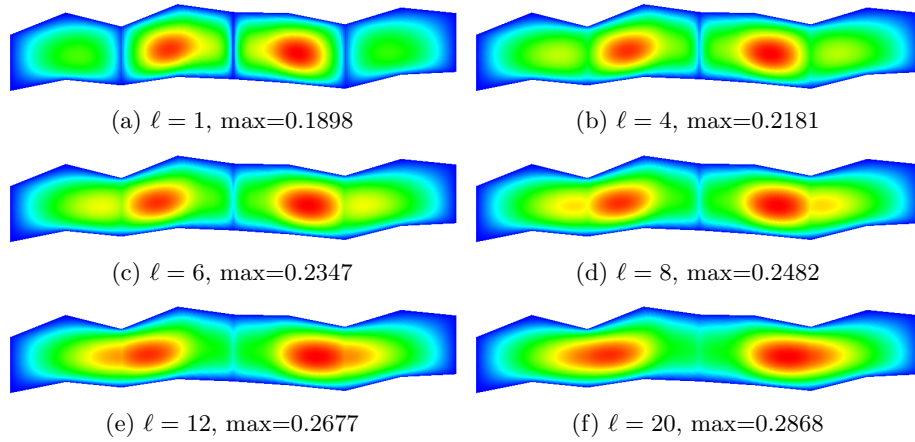 (a) ℓ = 1, max=0.1898
(b) ℓ = 4, max=0.2181
(c) ℓ = 6, max=0.2347
(d) ℓ = 8, max=0.2482
(e) ℓ = 12, max=0.2677
(f) ℓ = 20, max=0.2868